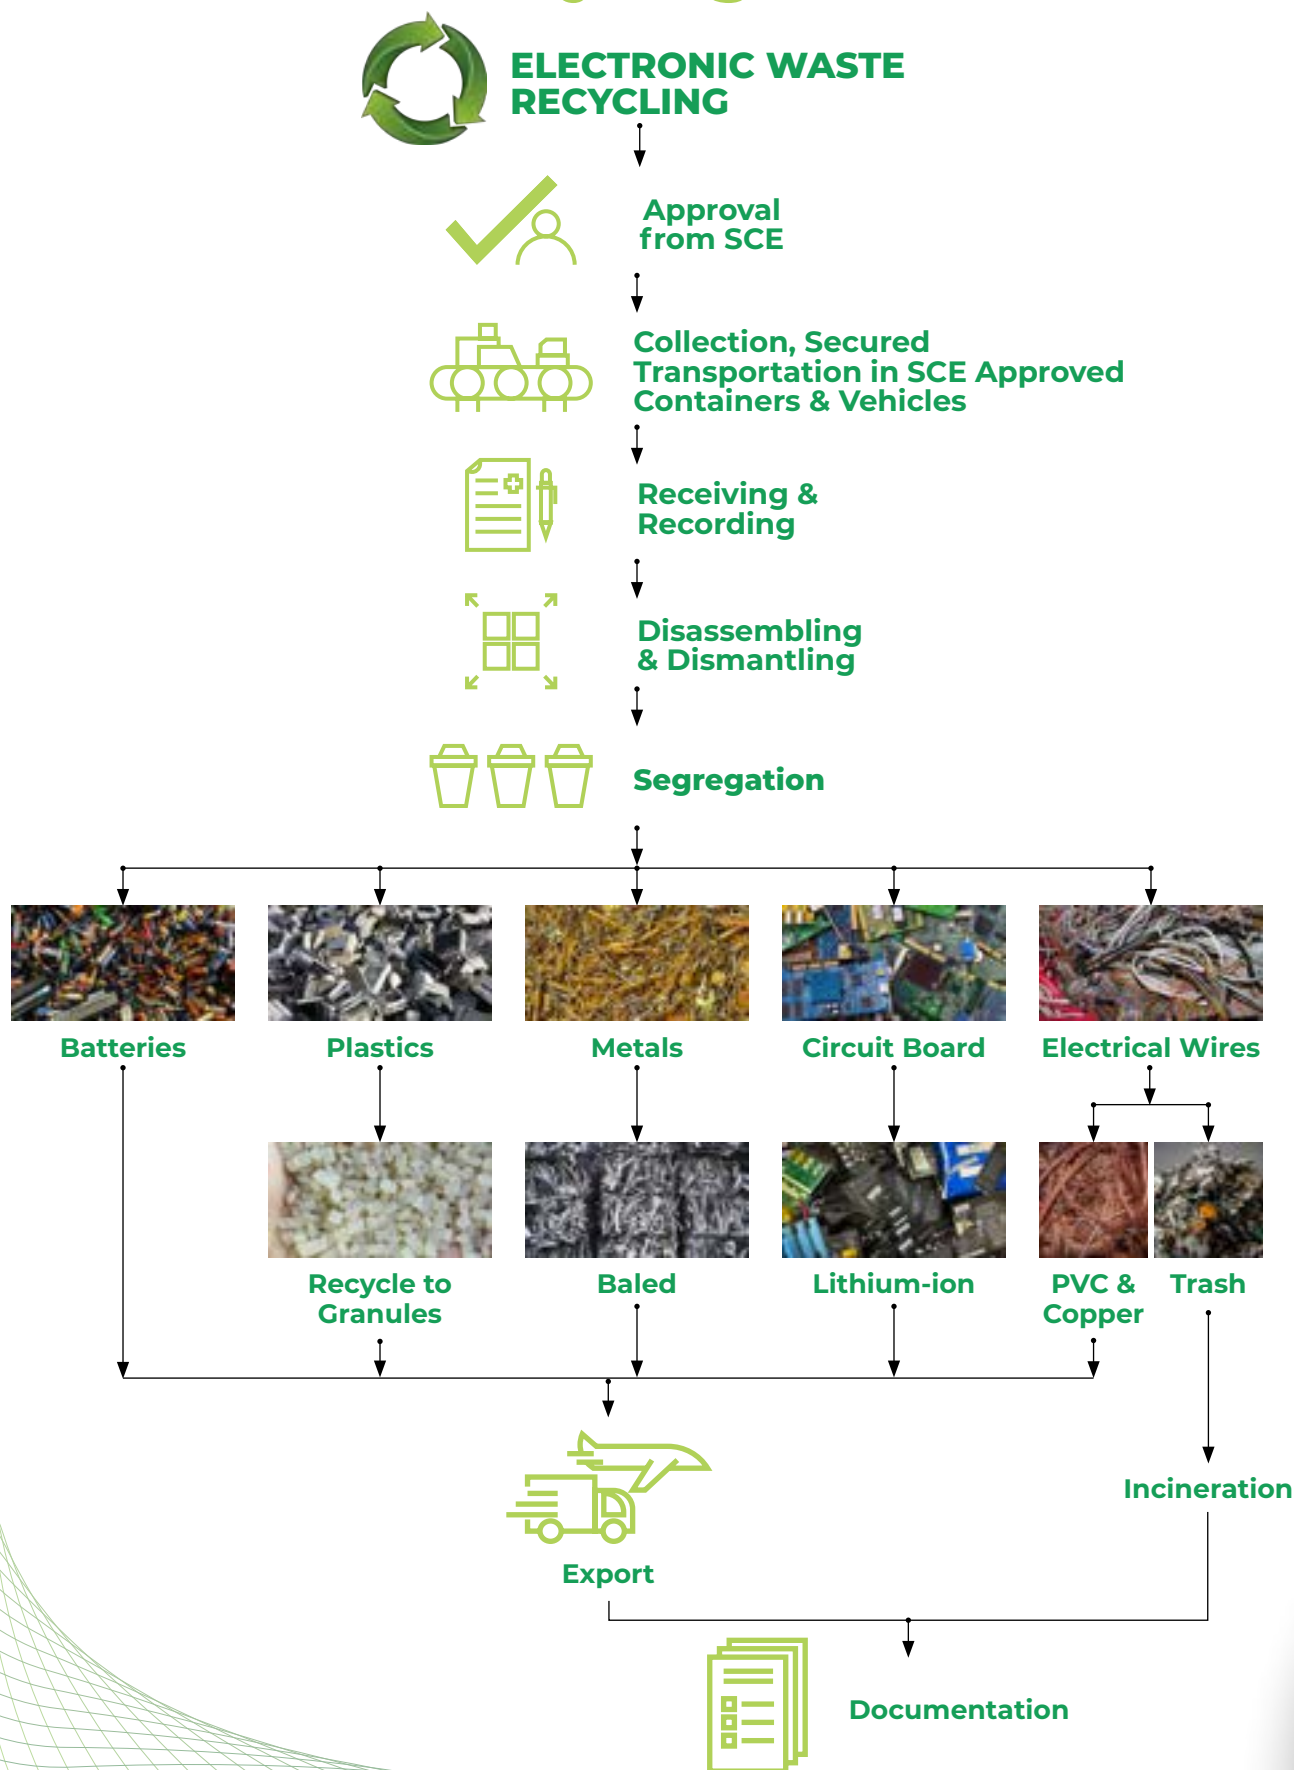 ELECTRONIC WASTE
RECYCLING
Approval
from SCE
Collection, Secured
Transportation in SCE Approved
Containers & Vehicles
Receiving &
Recording
Disassembling
& Dismantling
Segregation
Batteries
Plastics
Metals
Circuit Board
Electrical Wires
Recycle to
Granules
Baled
Lithium-ion
PVC &
Copper
Trash
Incineration
Export
Documentation